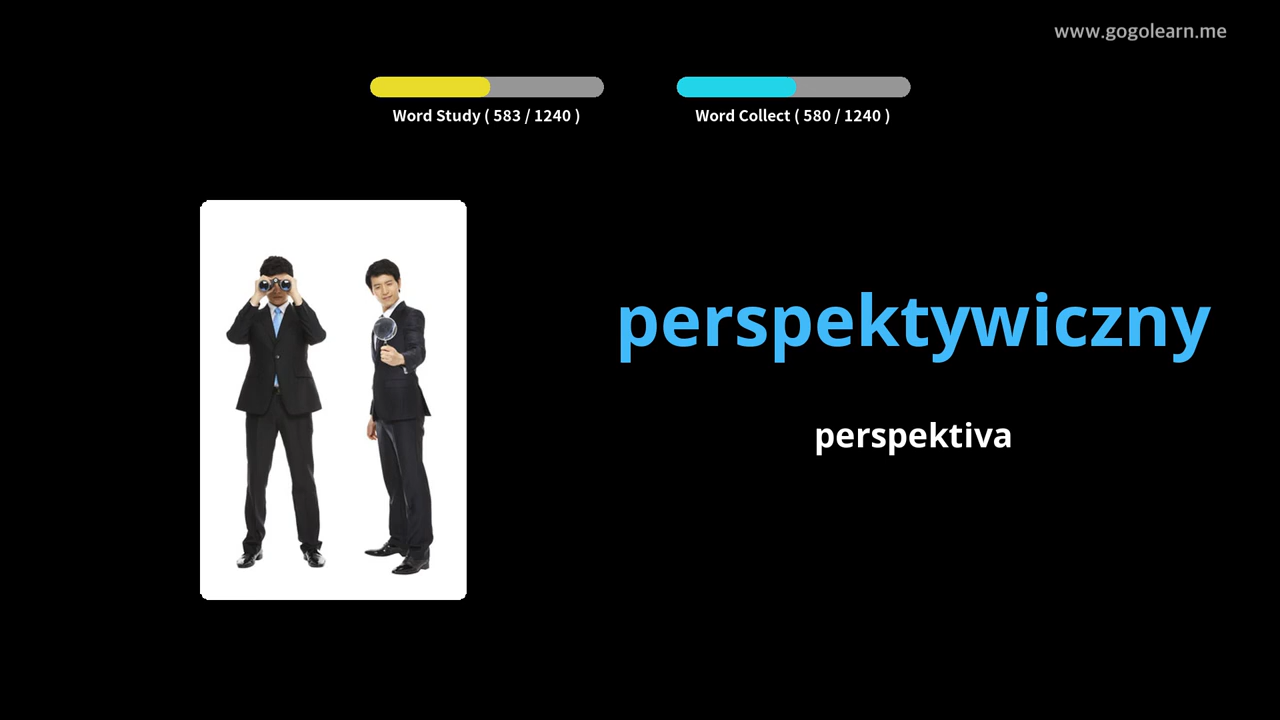 www.gogolearn.me
Word Study ( 583 / 1240 )
Word Collect ( 580 / 1240 )
perspektywiczny
perspektiva